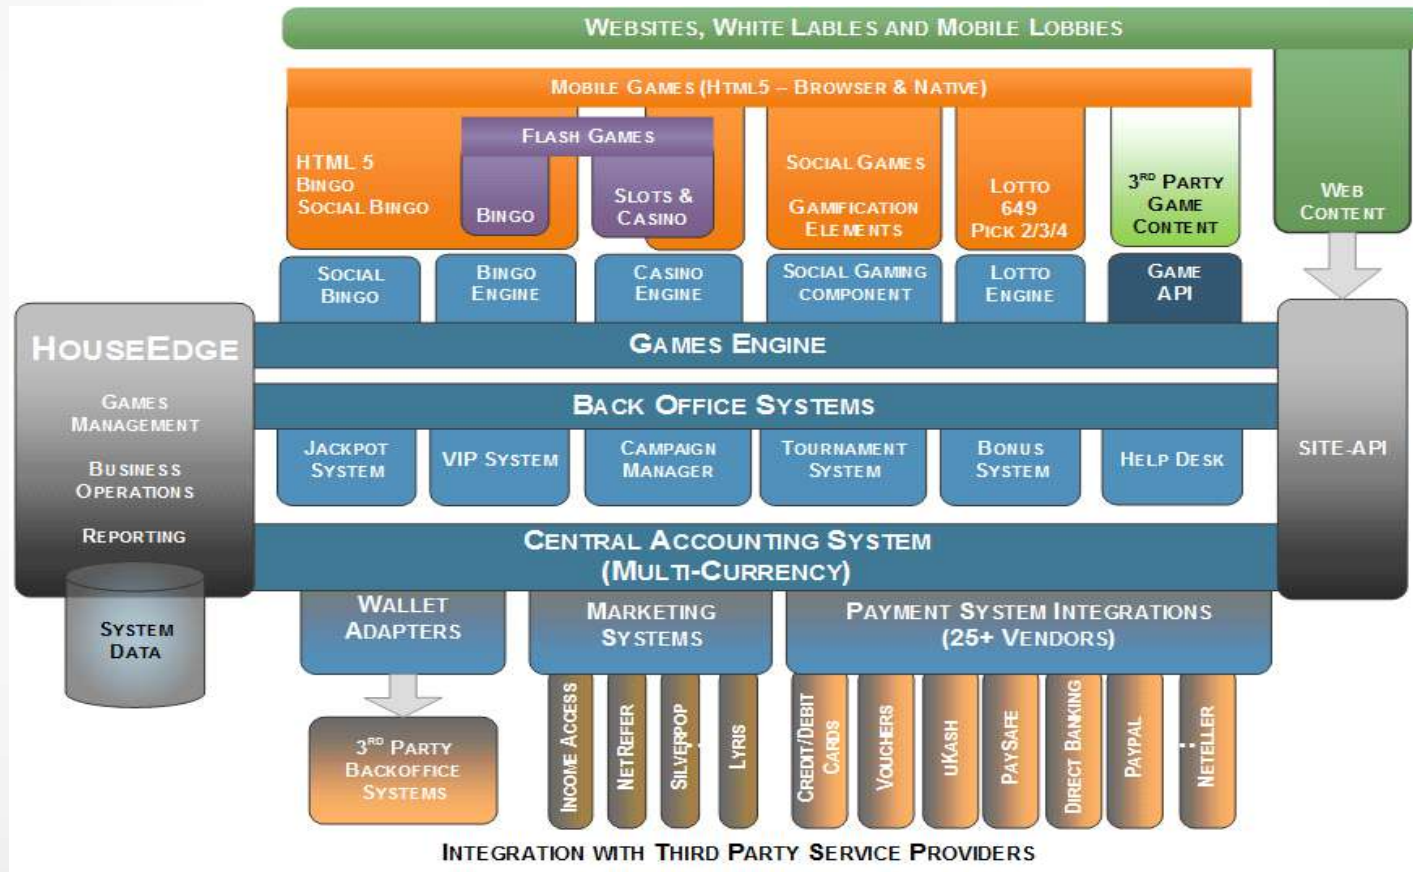 WEBSITES, WHITE LABLES AND MOBILE LOBBIES
MOBILE GAMES (HTML5 – BROWSER & NATIVE)
FLASH GAMES
HTML 5
BINGO
SOCIAL BINGO
BINGO
SLOTS &
CASINO
SOCIAL GAMES
GAMIFICATION
ELEMENTS
LOTTO
649
PICK 2/3/4
3RD PARTY
GAME
CONTENT
WEB
CONTENT
SOCIAL
BINGO
BINGO
ENGINE
CASINO
ENGINE
SOCIAL GAMING
COMPONENT
LOTTO
ENGINE
GAME
API
HOUSEEDGE
GAMES
MANAGEMENT
BUSINESS
OPERATIONS
REPORTING
SYSTEM
DATA
GAMES ENGINE
BACK OFFICE SYSTEMS
JACKPOT
SYSTEM
VIP SYSTEM
CAMPAIGN
MANAGER
TOURNAMENT
SYSTEM
BONUS
SYSTEM
HELP DESK
SITE-API
CENTRAL ACCOUNTING SYSTEM
(MULTI-CURRENCY)
WALLET
ADAPTERS
MARKETING
SYSTEMS
PAYMENT SYSTEM INTEGRATIONS
(25+ VENDORS)
3RD PARTY
BACKOFFICE
SYSTEMS
INCOME ACCESS
NETREFER
SILVERPOP
..
LYRIS
CREDIT/DEBIT
CARDS
VOUCHERS
UKASH
PAYSAFE
DIRECT BANKING
PAYPAL
..
NETELLER
INTEGRATION WITH THIRD PARTY SERVICE PROVIDERS